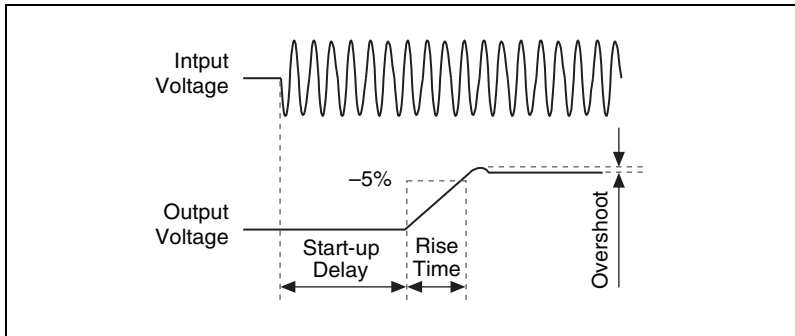 Intput
Voltage
–5%
Output
Voltage
Start-up
Delay
Rise
Time
Overshoot